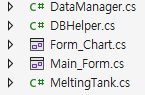 C# DataManager.cs
C# DBHelper.cs
Form_Chart.cs
Main_Form.cs
C# MeltingTank.cs